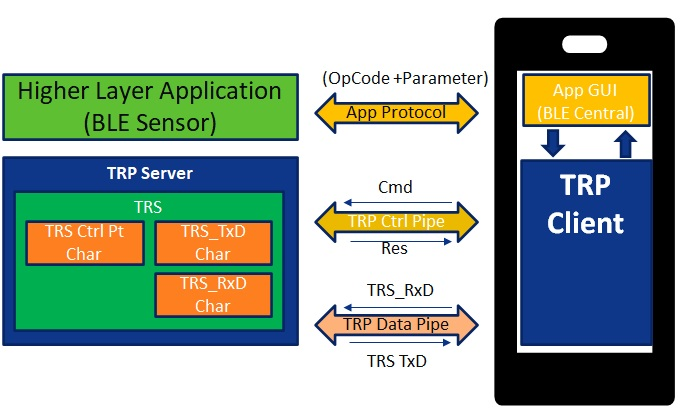 (OpCode +Parameter)
Higher Layer Application
(BLE Sensor)
App Protocol
App GUI
(BLE Central)
TRP Server
TRS
TRS Ctrl Pt
Char
TRS_TxD
Char
TRS_RxD
Char
Cmd
TRP Ctrl Pipe
Res
TRS_RxD
TRP Data Pipe
TRS TxD
TRP
Client